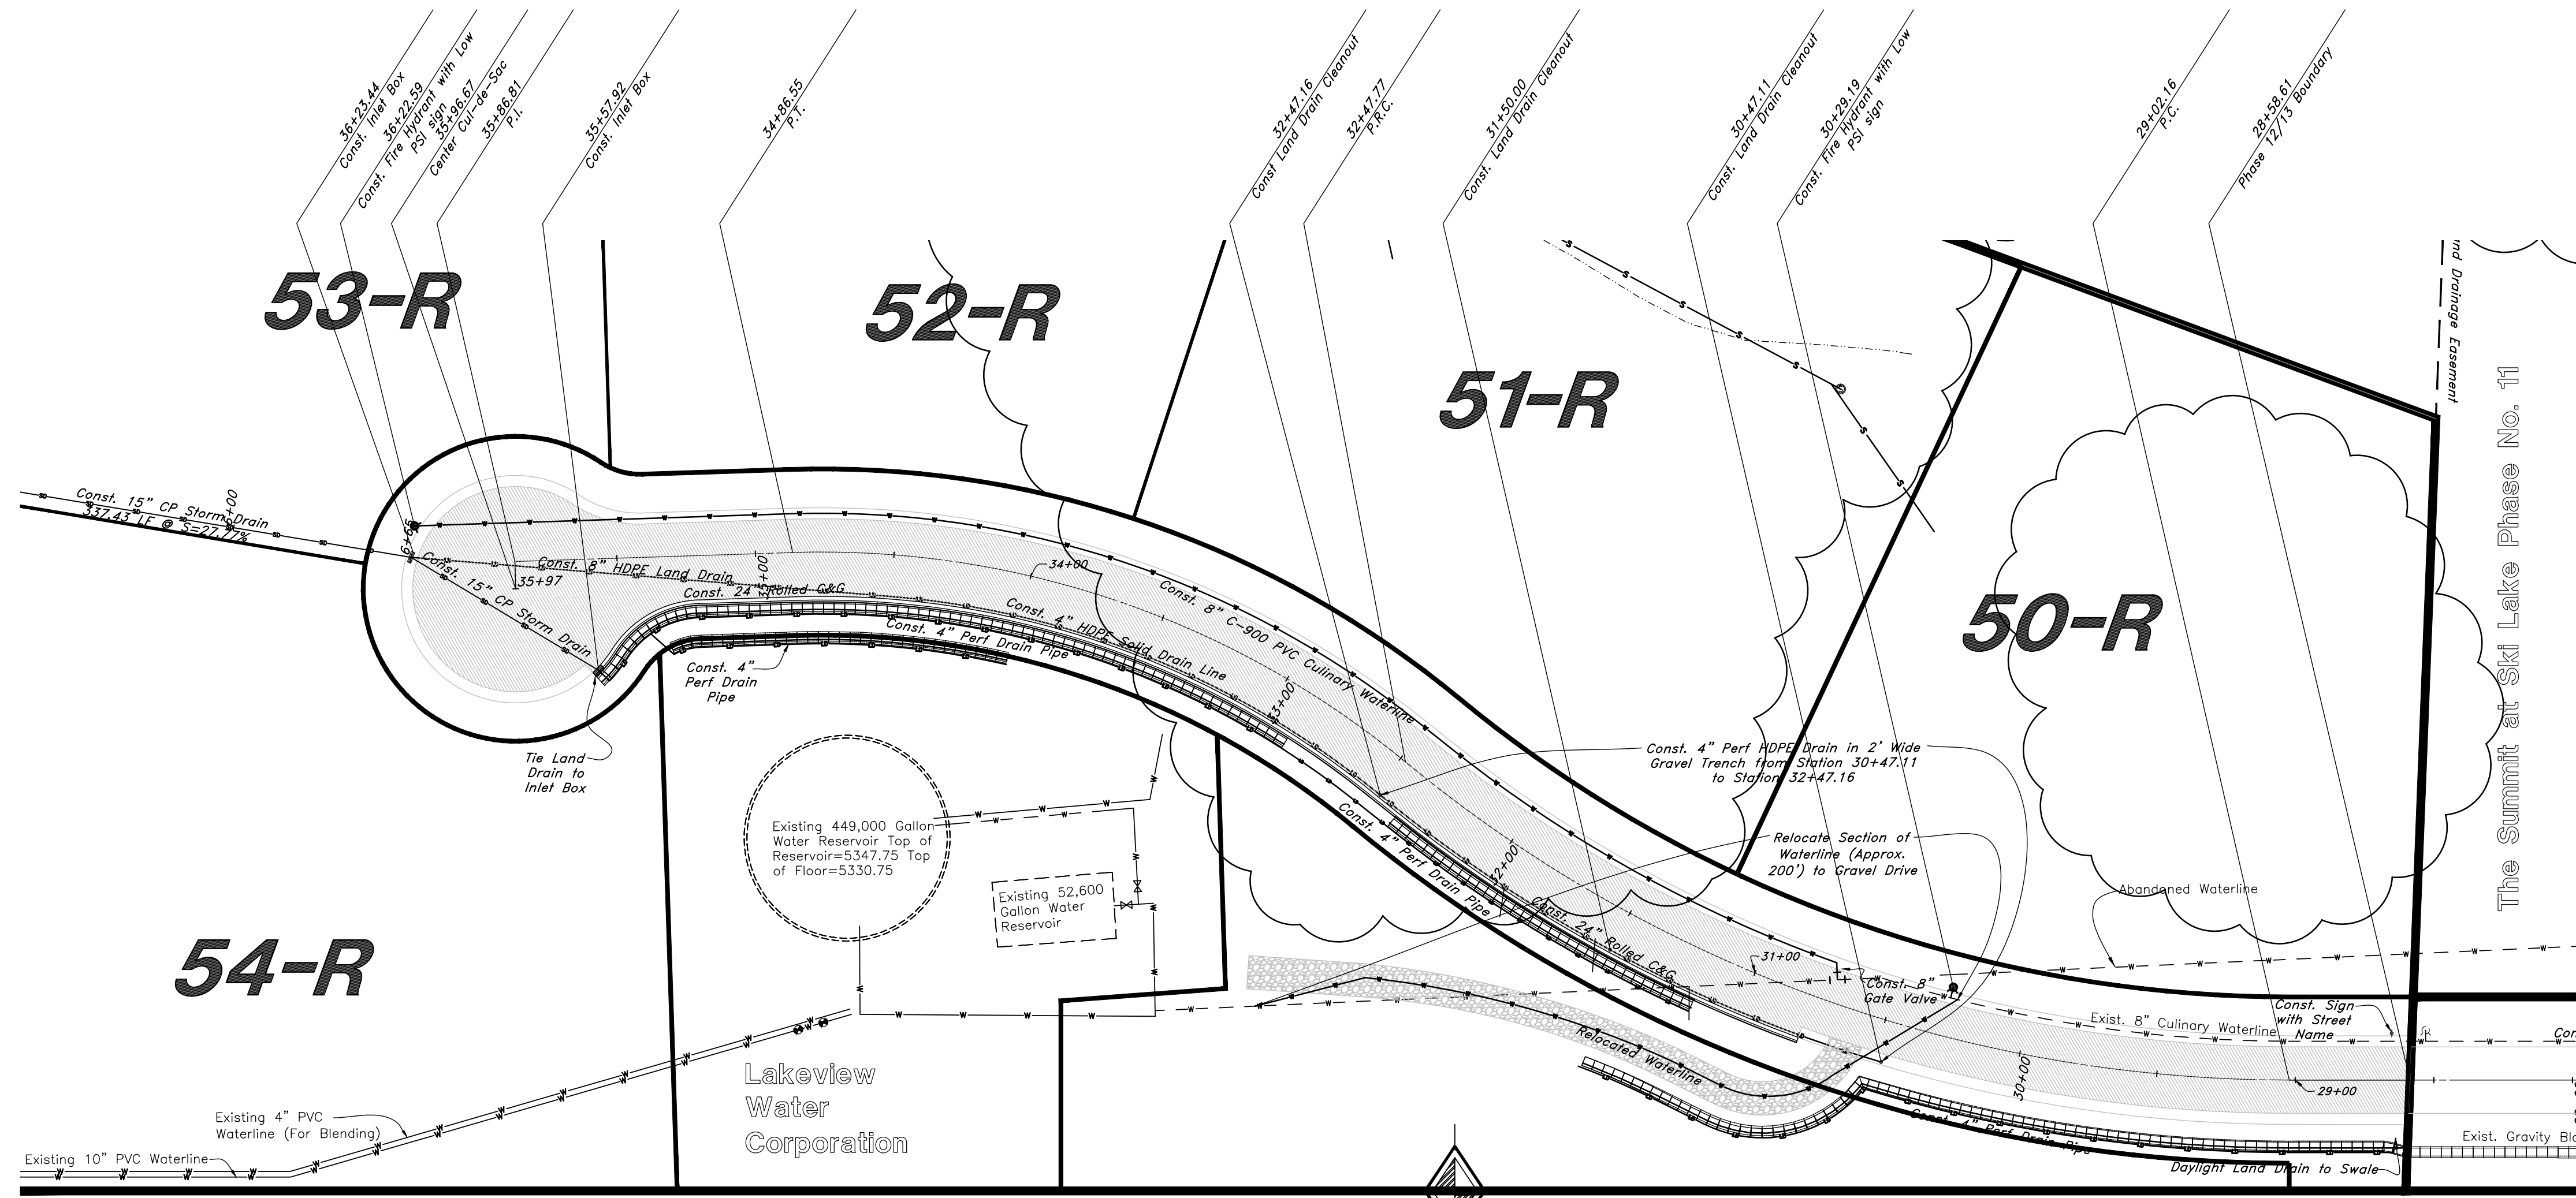 36+23.44
Const. Inlet Box
36+22.59
Const. Fire Hydrant with Low
PSI sign
35+96.67
Center Cul-de-Sac
35+86.81
P.I.
35+57.92
Const. Inlet Box
34+86.55
P.T.
32+47.16
Const Land Drain Cleanout
32+47.77
P.R.C.
31+50.00
Const. Land Drain Cleanout
30+47.11
Const. Land Drain Cleanout
30+29.19
Const. Fire Hydrant with Low
PSI sign
29+02.16
P.C.
28+58.61
Phase 12/13 Boundary
53-R
52-R
51-R
50-R
54-R
Drainage Easement
The Summit at Ski Lake Phase No. 11
Const. 15" CP Storm Drain
337.43 LF @ S=27.77%
6+65
Const. 15" CP Storm Drain
Const. 8" HDPE Land Drain
35+97
35+00
Const. 24" Rolled C&G
34+00
Const. 4" HDPE Solid Drain Line
Const. 4" Perf Drain Pipe
Const. 8" C-900 PVC Culinary Waterline
33+00
Const. 4"
Perf Drain
Pipe
Tie Land
Drain to
Inlet Box
Const. 4" Perf HDPE Drain in 2' Wide
Gravel Trench from Station 30+47.11
to Station 32+47.16
Const. 4" Perf Drain Pipe
32+00
Relocate Section of
Waterline (Approx.
200') to Gravel Drive
Existing 449,000 Gallon
Water Reservoir Top of
Reservoir=5347.75 Top
of Floor=5330.75
Existing 52,600
Gallon Water
Reservoir
Const. 24" Rolled C&G
31+00
Const. 8"
Gate Valve
Abandoned Waterline
Exist. 8" Culinary Waterline
Const. Sign
with Street
Name
Relocated Waterline
30+00
29+00
Const. 4" Perf Drain Pipe
Exist. Gravity
Daylight Land Drain to Swale
Lakeview
Water
Corporation
Existing 4" PVC
Waterline (For Blending)
Existing 10" PVC Waterline